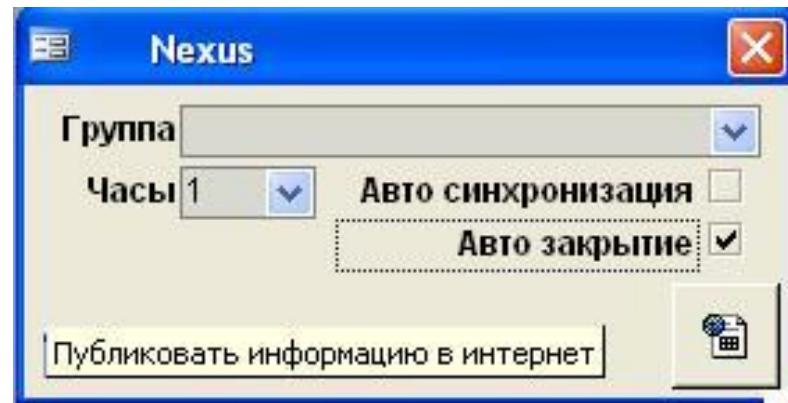 Nexus
Группа
Часы 1 Авто синхронизация
Авто закрытие
Публиковать информацию в интернет